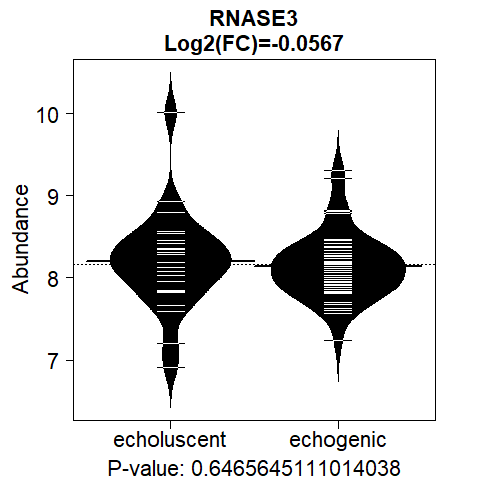 RNASE3
Log2(FC)=-0.0567
10
9
8
7
Abundance
echoluscent echogenic
P-value: 0.6465645111014038